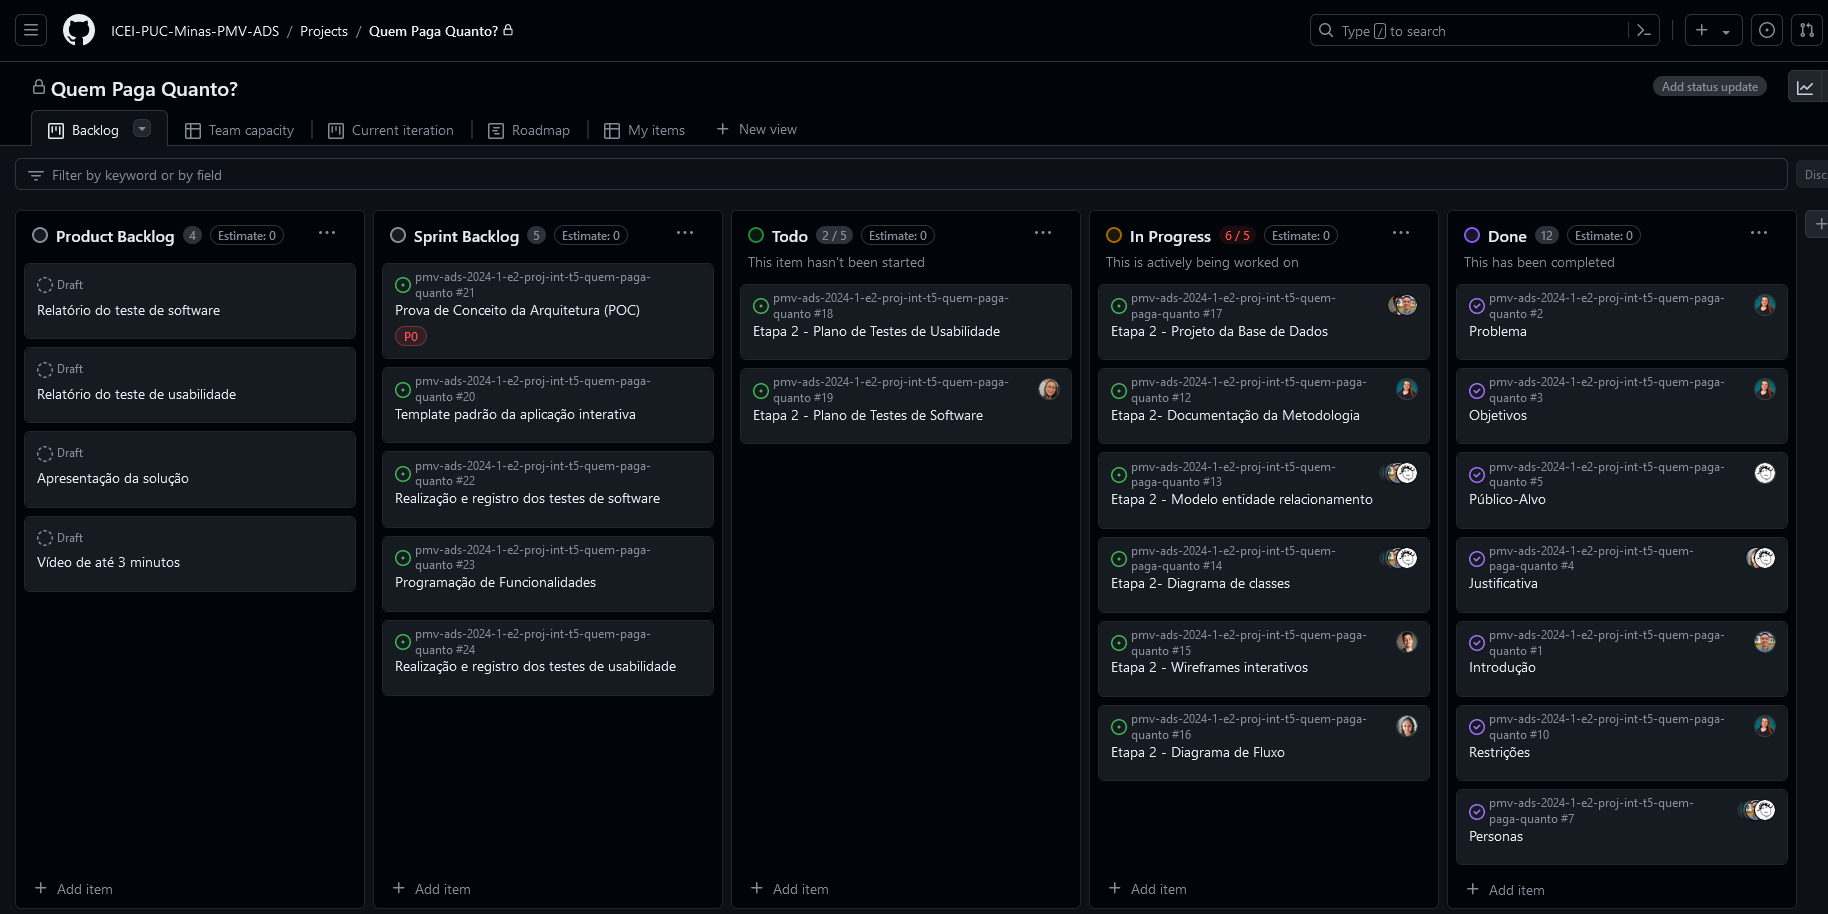 ICEI-PUC-Minas-PMV-ADS / Projects / Quem Paga Quanto?
Type / to search
Quem Paga Quanto?
Add status update
Backlog
Team capacity
Current iteration
Roadmap
My items
New view
Filter by keyword or by field
Disc
Product Backlog 4 Estimate: 0
Draft
Relatório do teste de software
Draft
Relatório do teste de usabilidade
Draft
Apresentação da solução
Draft
Vídeo de até 3 minutos
Add item
Sprint Backlog 5 Estimate: 0
pmv-ads-2024-1-e2-proj-int-t5-quem-paga-
quanto #21
Prova de Conceito da Arquitetura (POC)
P0
pmv-ads-2024-1-e2-proj-int-t5-quem-paga-
quanto #20
Template padrão da aplicação interativa
pmv-ads-2024-1-e2-proj-int-t5-quem-paga-
quanto #22
Realização e registro dos testes de software
pmv-ads-2024-1-e2-proj-int-t5-quem-paga-
quanto #23
Programação de Funcionalidades
pmv-ads-2024-1-e2-proj-int-t5-quem-paga-
quanto #24
Realização e registro dos testes de usabilidade
Add item
Todo 2 / 5 Estimate: 0
This item hasn't been started
pmv-ads-2024-1-e2-proj-int-t5-quem-paga-
quanto #18
Etapa 2 - Plano de Testes de Usabilidade
pmv-ads-2024-1-e2-proj-int-t5-quem-paga-
quanto #19
Etapa 2 - Plano de Testes de Software
Add item
In Progress 6 / 5 Estimate: 0
This is actively being worked on
pmv-ads-2024-1-e2-proj-int-t5-quem-
paga-quanto #17
Etapa 2 - Projeto da Base de Dados
pmv-ads-2024-1-e2-proj-int-t5-quem-paga-
quanto #12
Etapa 2- Documentação da Metodologia
pmv-ads-2024-1-e2-proj-int-t5-quem-
paga-quanto #13
Etapa 2 - Modelo entidade relacionamento
pmv-ads-2024-1-e2-proj-int-t5-quem-
paga-quanto #14
Etapa 2- Diagrama de classes
pmv-ads-2024-1-e2-proj-int-t5-quem-paga-
quanto #15
Etapa 2 - Wireframes interativos
pmv-ads-2024-1-e2-proj-int-t5-quem-paga-
quanto #16
Etapa 2 - Diagrama de Fluxo
Add item
Done 12 Estimate: 0
This has been completed
pmv-ads-2024-1-e2-proj-int-t5-quem-paga-
quanto #2
Problema
pmv-ads-2024-1-e2-proj-int-t5-quem-paga-
quanto #3
Objetivos
pmv-ads-2024-1-e2-proj-int-t5-quem-paga-
quanto #5
Público-Alvo
pmv-ads-2024-1-e2-proj-int-t5-quem-
paga-quanto #4
Justificativa
pmv-ads-2024-1-e2-proj-int-t5-quem-paga-
quanto #1
Introdução
pmv-ads-2024-1-e2-proj-int-t5-quem-paga-
quanto #10
Restrições
pmv-ads-2024-1-e2-proj-int-t5-quem-
paga-quanto #7
Personas
Add item